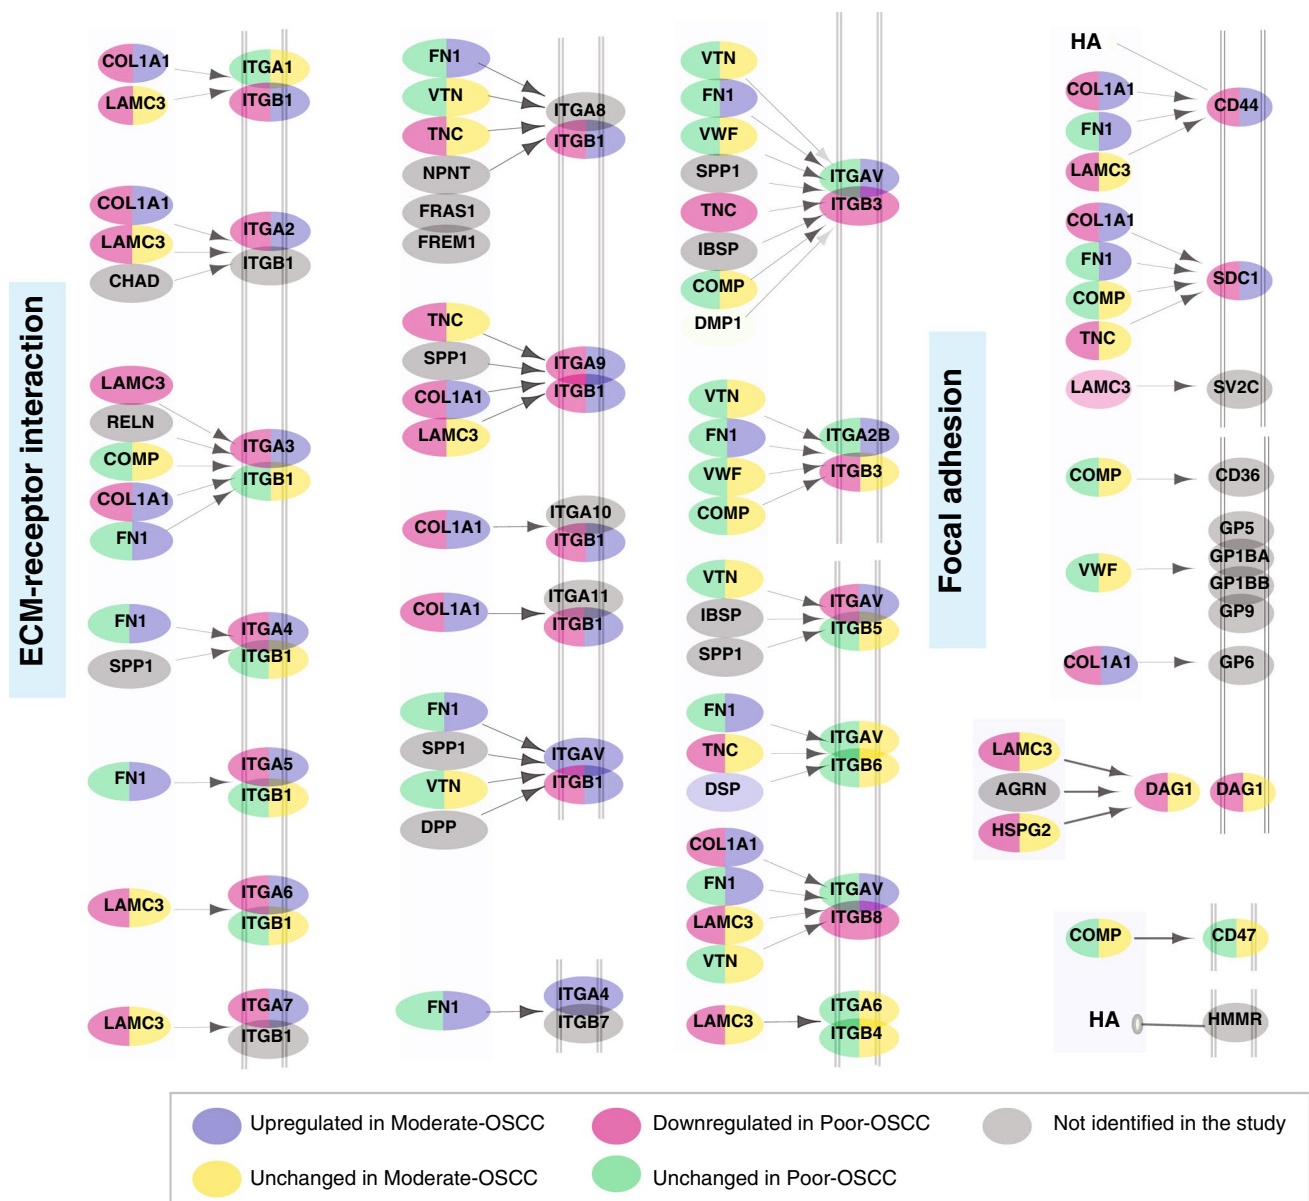 ECM-receptor interaction
COL1A1
LAMC3
ITGA1
ITGB1
COL1A1
LAMC3
CHAD
ITGA2
ITGB1
LAMC3
RELN
COMP
COL1A1
FN1
ITGA3
ITGB1
FN1
SPP1
ITGA4
ITGB1
FN1
ITGA5
ITGB1
LAMC3
ITGA6
ITGB1
LAMC3
ITGA7
ITGB1
FN1
VTN
TNC
NPNT
FRAS1
FREM1
ITGA8
ITGB1
TNC
SPP1
COL1A1
LAMC3
ITGA9
ITGB1
COL1A1
ITGA10
ITGB1
COL1A1
ITGA11
ITGB1
FN1
SPP1
VTN
DPP
ITGAV
ITGB1
FN1
ITGA4
ITGB7
VTN
FN1
VWF
SPP1
TNC
IBSP
COMP
DMP1
ITGAV
ITGB3
VTN
FN1
VWF
COMP
ITGA2B
ITGB3
VTN
IBSP
SPP1
ITGAV
ITGB5
FN1
TNC
DSP
ITGAV
ITGB6
COL1A1
FN1
LAMC3
VTN
ITGAV
ITGB8
LAMC3
ITGA6
ITGB4
Focal adhesion
HA
COL1A1
FN1
LAMC3
CD44
COL1A1
FN1
COMP
TNC
SDC1
LAMC3
SV2C
COMP
CD36
VWF
GP5
GP1BA
GP1BB
GP9
COL1A1
GP6
LAMC3
AGRN
HSPG2
DAG1
DAG1
COMP
CD47
HA
HMMR
Upregulated in Moderate-OSCC
Downregulated in Poor-OSCC
Not identified in the study
Unchanged in Moderate-OSCC
Unchanged in Poor-OSCC